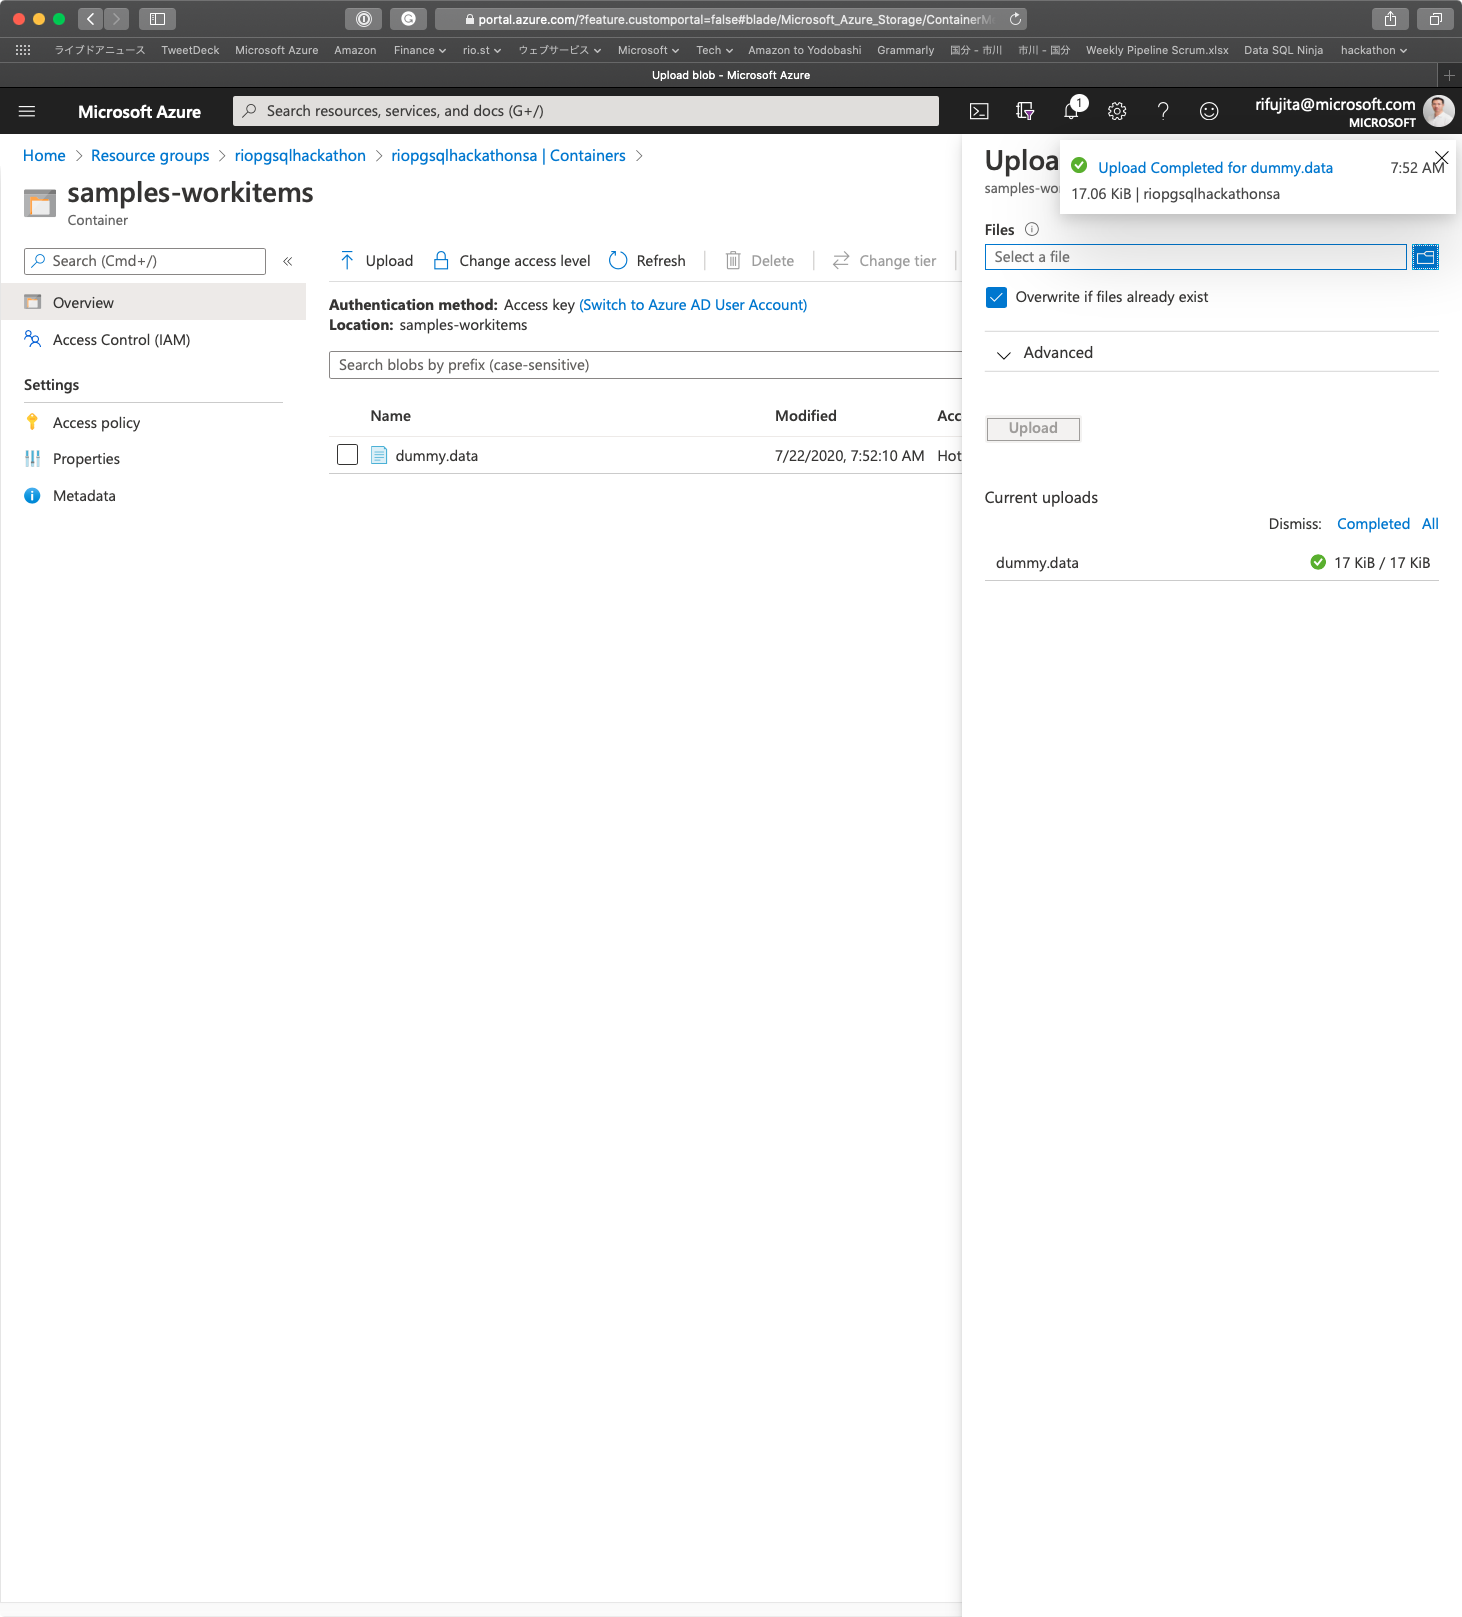 portal.azure.com/?feature.customportal=false#blade/Microsoft_Azure_Storage/ContainerM
ライブドアニュース TweetDeck Microsoft Azure Amazon Finance rio.st ウェブサービス Microsoft Tech Amazon to Yodobashi Grammarly 国分 - 市川 市川 - 国分 Weekly Pipeline Scrum.xlsx Data SQL Ninja hackathon
Upload blob - Microsoft Azure
Microsoft Azure
Search resources, services, and docs (G+/)
1
rifujita@microsoft.com
MICROSOFT
Home > Resource groups > riopgsqlhackathon > riopgsqlhackathonsa | Containers >
samples-workitems
Container
Search (Cmd+/)
«
Overview
Access Control (IAM)
Settings
Access policy
Properties
Metadata
Upload
Change access level
Refresh
Delete
Change tier
Authentication method: Access key (Switch to Azure AD User Account)
Location: samples-workitems
Search blobs by prefix (case-sensitive)
Name Modified Acc
dummy.data 7/22/2020, 7:52:10 AM Hot
Uploa
samples-wo
Upload Completed for dummy.data 7:52 AM
17.06 KiB | riopgsqlhackathonsa
Files
Select a file
Overwrite if files already exist
Advanced
Upload
Current uploads
Dismiss: Completed All
dummy.data 17 KiB / 17 KiB